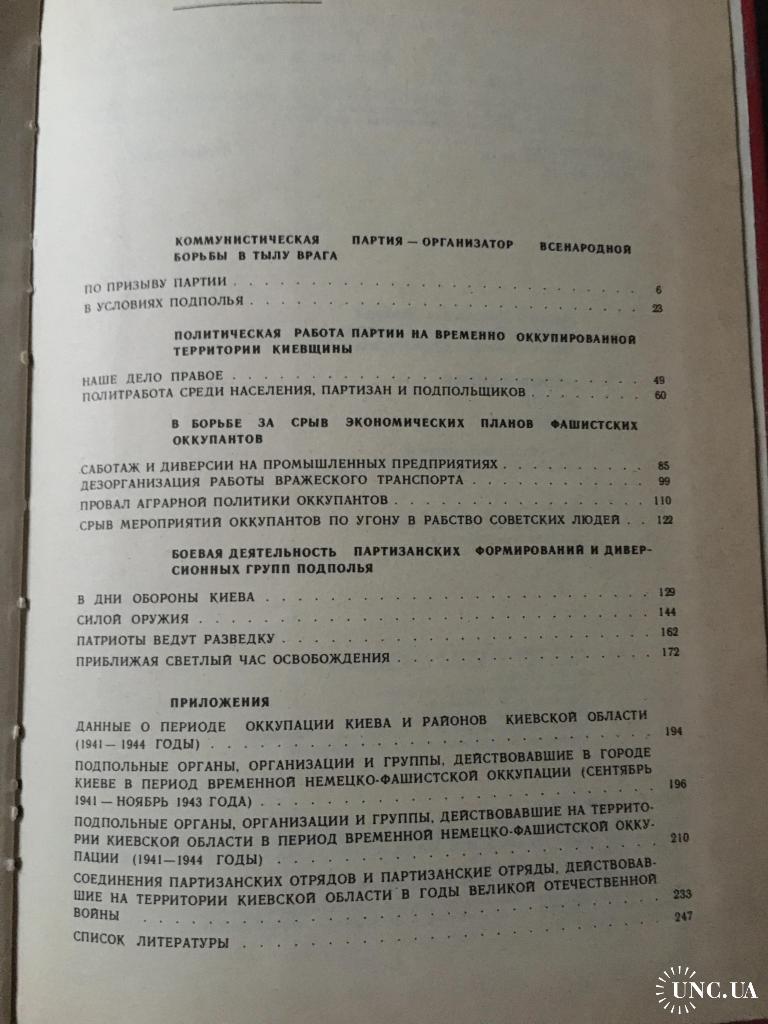 КОММУНИСТИЧЕСКАЯ ПАРТИЯ — ОРГАНИЗАТОР ВСЕНАРОДНОЙ
БОРЬБЫ В ТЫЛУ ВРАГА
ПО ПРИЗЫВУ ПАРТИИ . . . . . . . . . . . . . . . . . . . . . 6
В УСЛОВИЯХ ПОДПОЛЬЯ . . . . . . . . . . . . . . . . . . . . 23
ПОЛИТИЧЕСКАЯ РАБОТА ПАРТИИ НА ВРЕМЕННО ОККУПИРОВАННОЙ
ТЕРРИТОРИИ КИЕВЩИНЫ
НАШЕ ДЕЛО ПРАВОЕ . . . . . . . . . . . . . . . . . . . . . 49
ПОЛИТРАБОТА СРЕДИ НАСЕЛЕНИЯ, ПАРТИЗАН И ПОДПОЛЬЩИКОВ . . . . . 60
В БОРЬБЕ ЗА СРЫВ ЭКОНОМИЧЕСКИХ ПЛАНОВ ФАШИСТСКИХ
ОККУПАНТОВ
САБОТАЖ И ДИВЕРСИИ НА ПРОМЫШЛЕННЫХ ПРЕДПРИЯТИЯХ . . . . . . . 85
ДЕЗОРГАНИЗАЦИЯ РАБОТЫ ВРАЖЕСКОГО ТРАНСПОРТА . . . . . . . . . 99
ПРОВАЛ АГРАРНОЙ ПОЛИТИКИ ОККУПАНТОВ . . . . . . . . . . . . 110
СРЫВ МЕРОПРИЯТИЙ ОККУПАНТОВ ПО УГОНУ В РАБСТВО СОВЕТСКИХ ЛЮДЕЙ . . 122
БОЕВАЯ ДЕЯТЕЛЬНОСТЬ ПАРТИЗАНСКИХ ФОРМИРОВАНИЙ И ДИВЕР-
СИОННЫХ ГРУПП ПОДПОЛЬЯ
В ДНИ ОБОРОНЫ КИЕВА . . . . . . . . . . . . . . . . . . . 129
СИЛОЙ ОРУЖИЯ . . . . . . . . . . . . . . . . . . . . . . 144
ПАТРИОТЫ ВЕДУТ РАЗВЕДКУ . . . . . . . . . . . . . . . . . . 162
ПРИБЛИЖАЯ СВЕТЛЫЙ ЧАС ОСВОБОЖДЕНИЯ . . . . . . . . . . . . . 172
ПРИЛОЖЕНИЯ
ДАННЫЕ О ПЕРИОДЕ ОККУПАЦИИ КИЕВА И РАЙОНОВ КИЕВСКОЙ ОБЛАСТИ
(1941 — 1944 ГОДЫ) . . . . . . . . . . . . . . . . . . . . 194
ПОДПОЛЬНЫЕ ОРГАНЫ, ОРГАНИЗАЦИИ И ГРУППЫ, ДЕЙСТВОВАВШИЕ В ГОРОДЕ
КИЕВЕ В ПЕРИОД ВРЕМЕННОЙ НЕМЕЦКО-ФАШИСТСКОЙ ОККУПАЦИИ (СЕНТЯБРЬ
1941 — НОЯБРЬ 1943 ГОДА) . . . . . . . . . . . . . . . . . . 196
ПОДПОЛЬНЫЕ ОРГАНЫ, ОРГАНИЗАЦИИ И ГРУППЫ, ДЕЙСТВОВАВШИЕ НА ТЕРРИТО-
РИИ КИЕВСКОЙ ОБЛАСТИ В ПЕРИОД ВРЕМЕННОЙ НЕМЕЦКО-ФАШИСТСКОЙ ОККУ-
ПАЦИИ (1941—1944 ГОДЫ) . . . . . . . . . . . . . . . . . . 210
СОЕДИНЕНИЯ ПАРТИЗАНСКИХ ОТРЯДОВ И ПАРТИЗАНСКИЕ ОТРЯДЫ, ДЕЙСТВОВАВ-
ШИЕ НА ТЕРРИТОРИИ КИЕВСКОЙ ОБЛАСТИ В ГОДЫ ВЕЛИКОЙ ОТЕЧЕСТВЕННОЙ
ВОЙНЫ . . . . . . . . . . . . . . . . . . . . . . . . . 233
СПИСОК ЛИТЕРАТУРЫ . . . . . . . . . . . . . . . . . . . . 247
UNC.UA